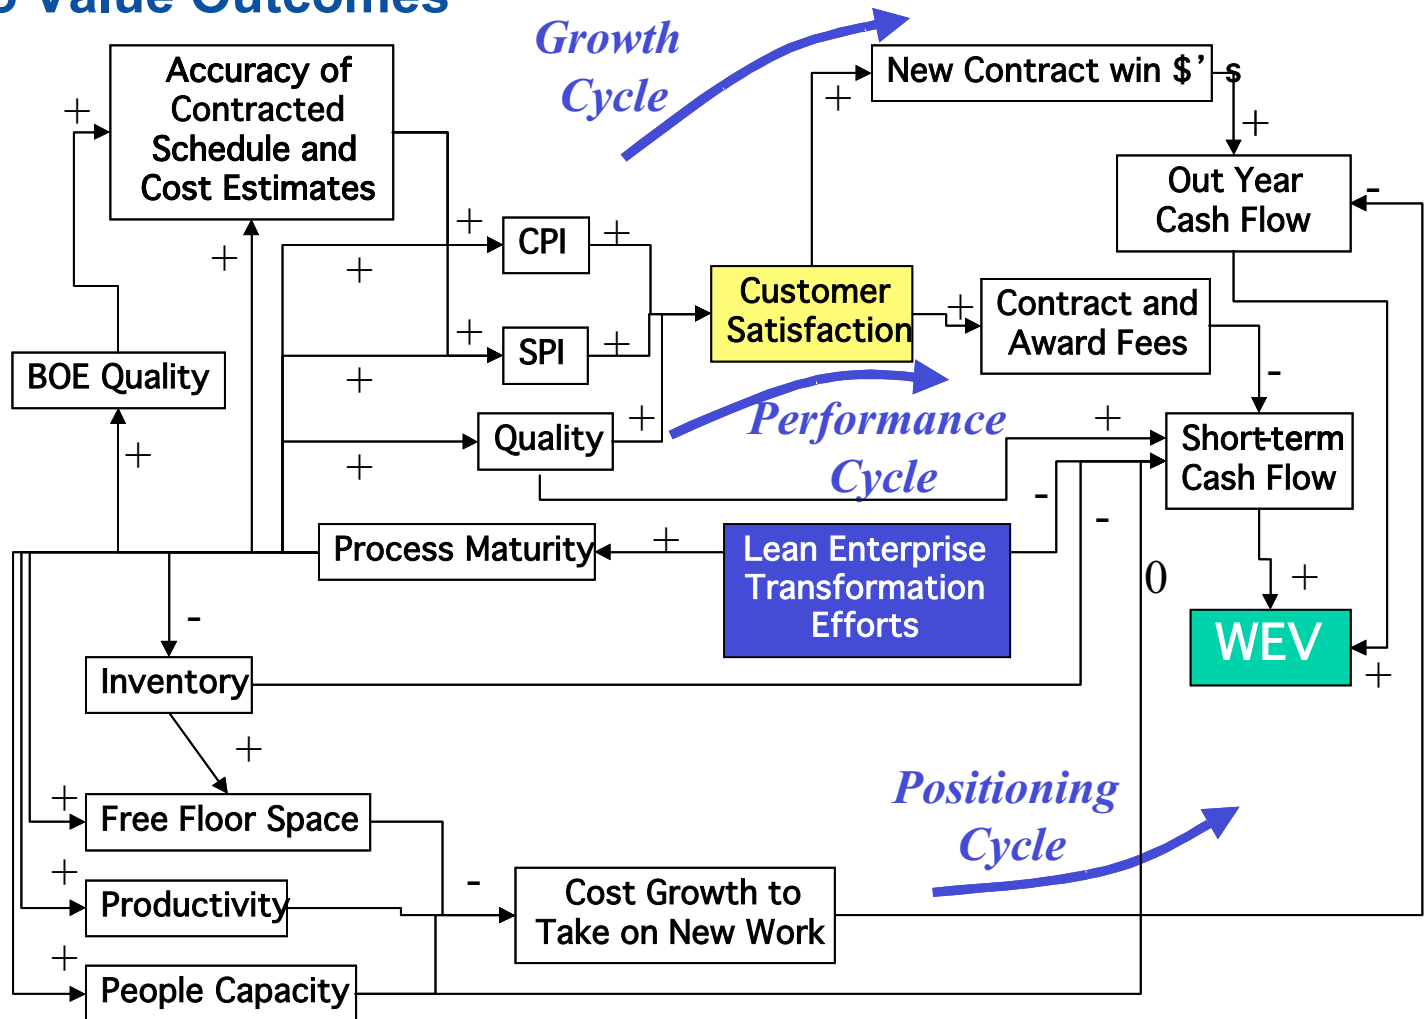 Value Outcomes
Growth
Cycle
Accuracy of
Contracted
Schedule and
Cost Estimates
New Contract win $’ s
+
+
+
Out Year
Cash Flow
-
+
+
CPI
+
+
Customer
Satisfaction
+
Contract and
Award Fees
+
SPI
+
+
-
BOE Quality
Performance
Cycle
+
Quality
+
+
+
Short-term
Cash Flow
-
-
Process Maturity
+
Lean Enterprise
Transformation
Efforts
0
+
-
WEV
+
Inventory
+
Positioning
Cycle
+
Free Floor Space
+
Productivity
-
Cost Growth to
Take on New Work
+
People Capacity